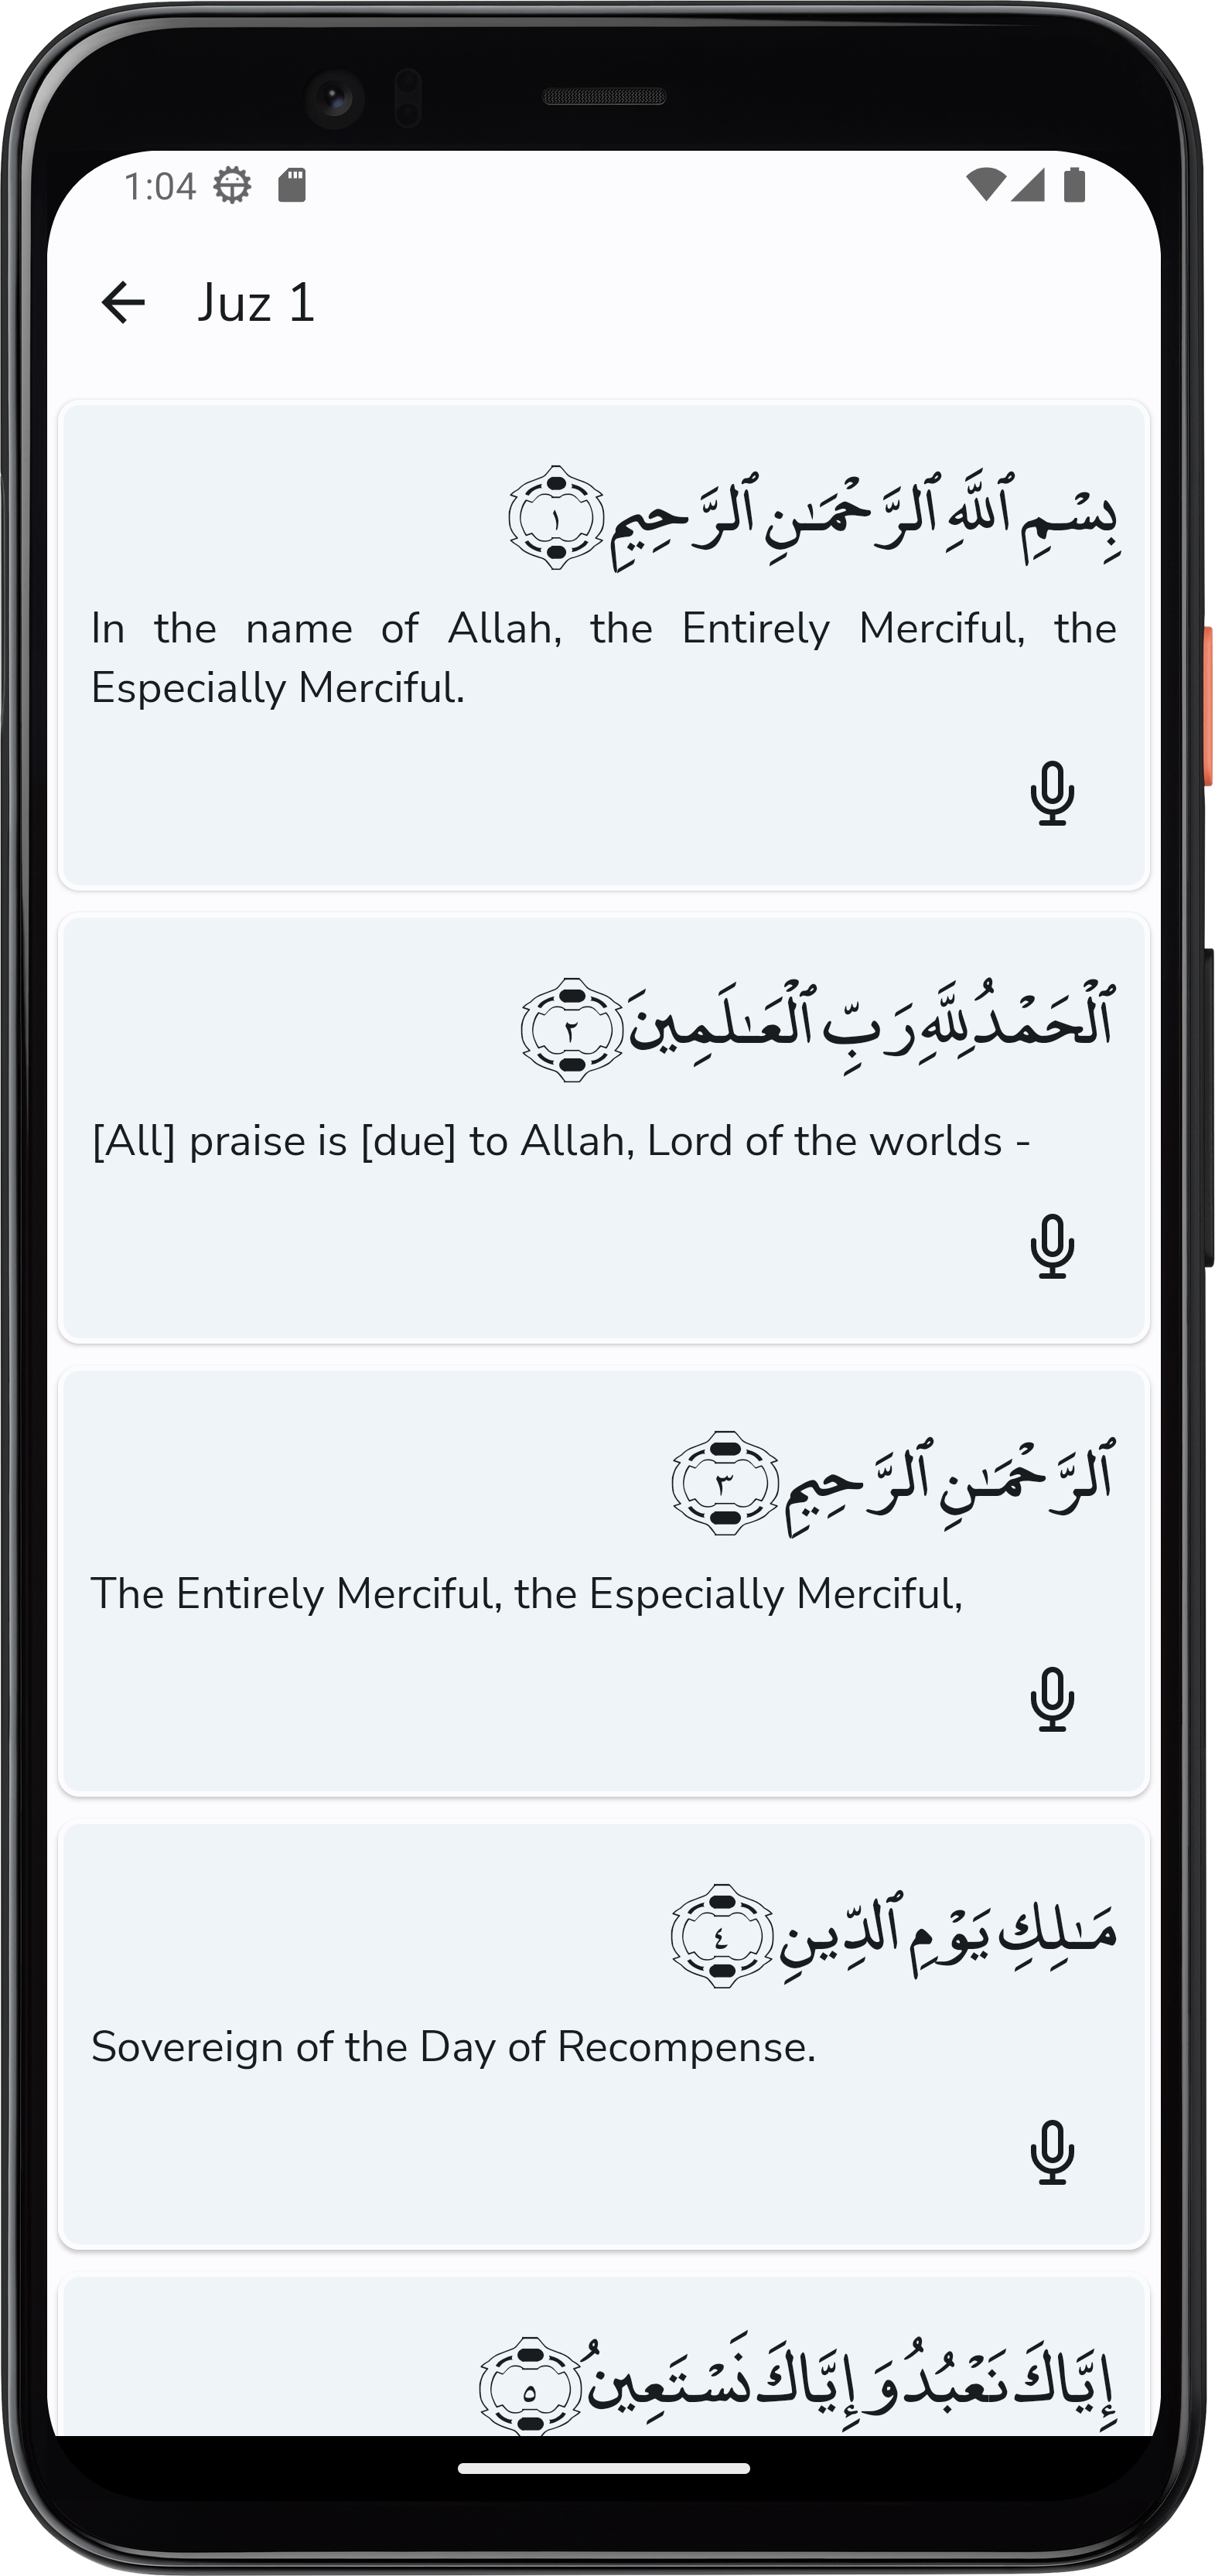 1:04
Juz 1
بِسْمِ ٱللَّهِ ٱلرَّحْمَـٰنِ ٱلرَّحِيمِ ١
In the name of Allah, the Entirely Merciful, the
Especially Merciful.
ٱلْحَمْدُ لِلَّهِ رَبِّ ٱلْعَـٰلَمِينَ ٢
[All] praise is [due] to Allah, Lord of the worlds -
ٱلرَّحْمَـٰنِ ٱلرَّحِيمِ ٣
The Entirely Merciful, the Especially Merciful,
مَـٰلِكِ يَوْمِ ٱلدِّينِ ٤
Sovereign of the Day of Recompense.
إِيَّاكَ نَعْبُدُ وَإِيَّاكَ نَسْتَعِينُ ٥